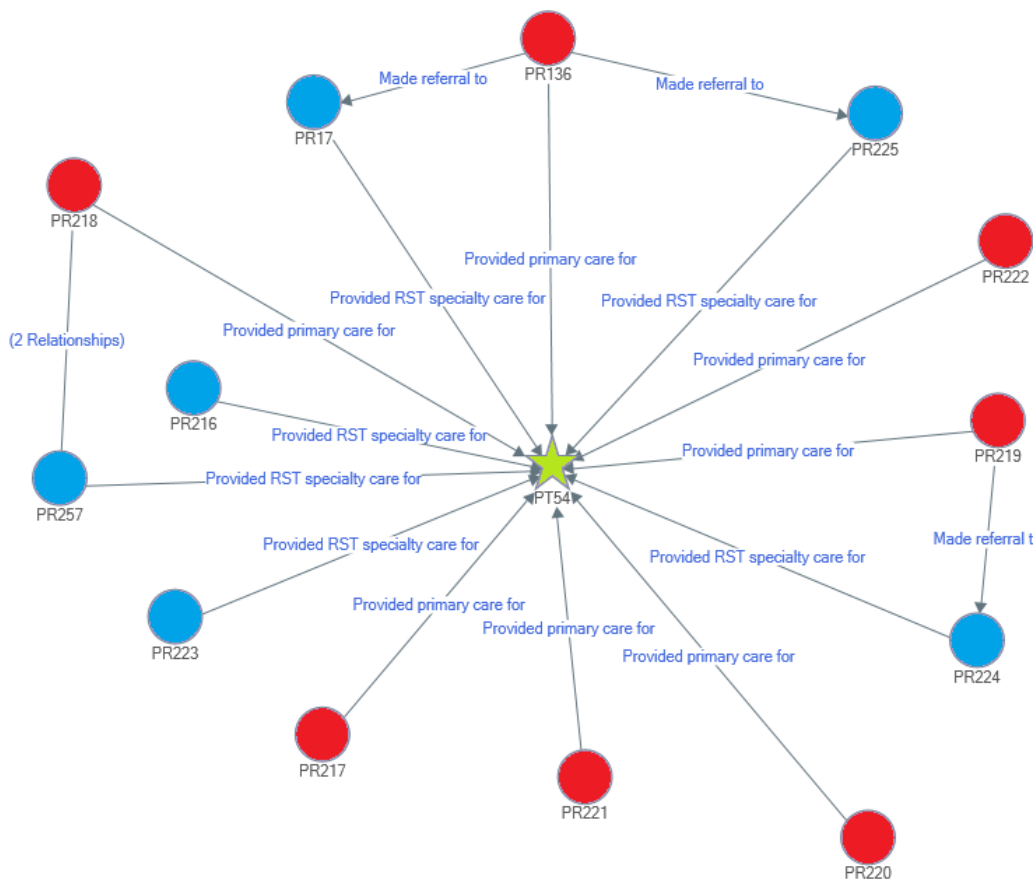 PR136
Made referral to
Made referral to
PR17
PR225
PR218
PR222
Provided primary care for
Provided RST specialty care for
Provided RST specialty care for
Provided primary care for
(2 Relationships)
Provided primary care for
PR216
Provided RST specialty care for
Provided primary care for
PR219
Provided RST specialty care for
PT54
PR257
Made referral t
Provided RST specialty care for
Provided RST specialty care for
Provided primary care for
Provided primary care for
PR223
Provided primary care for
PR224
PR217
PR221
PR220